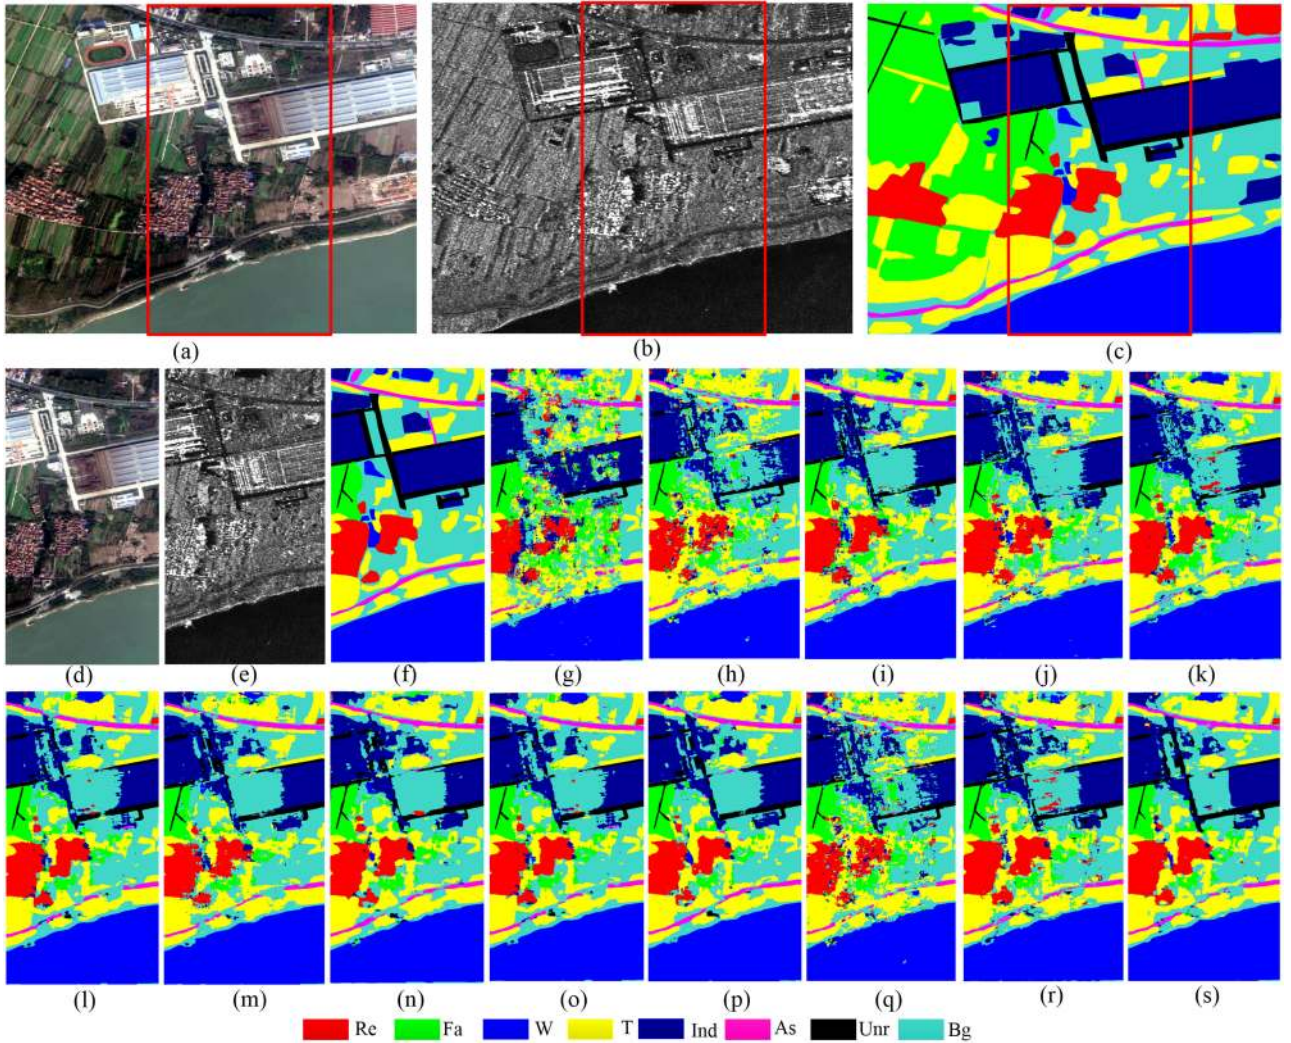 (a) (b) (c)
(d) (e) (f) (g) (h) (i) (j) (k)
(l) (m) (n) (o) (p) (q) (r) (s)
Re Fa W T Ind As Unr Bg